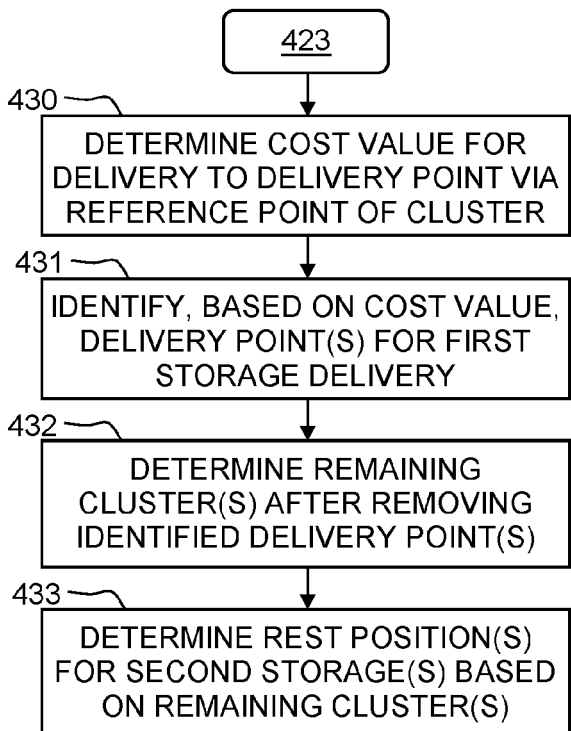 423
430
DETERMINE COST VALUE FOR
DELIVERY TO DELIVERY POINT VIA
REFERENCE POINT OF CLUSTER
431
IDENTIFY, BASED ON COST VALUE,
DELIVERY POINT(S) FOR FIRST
STORAGE DELIVERY
432
DETERMINE REMAINING
CLUSTER(S) AFTER REMOVING
IDENTIFIED DELIVERY POINT(S)
433
DETERMINE REST POSITION(S)
FOR SECOND STORAGE(S) BASED
ON REMAINING CLUSTER(S)